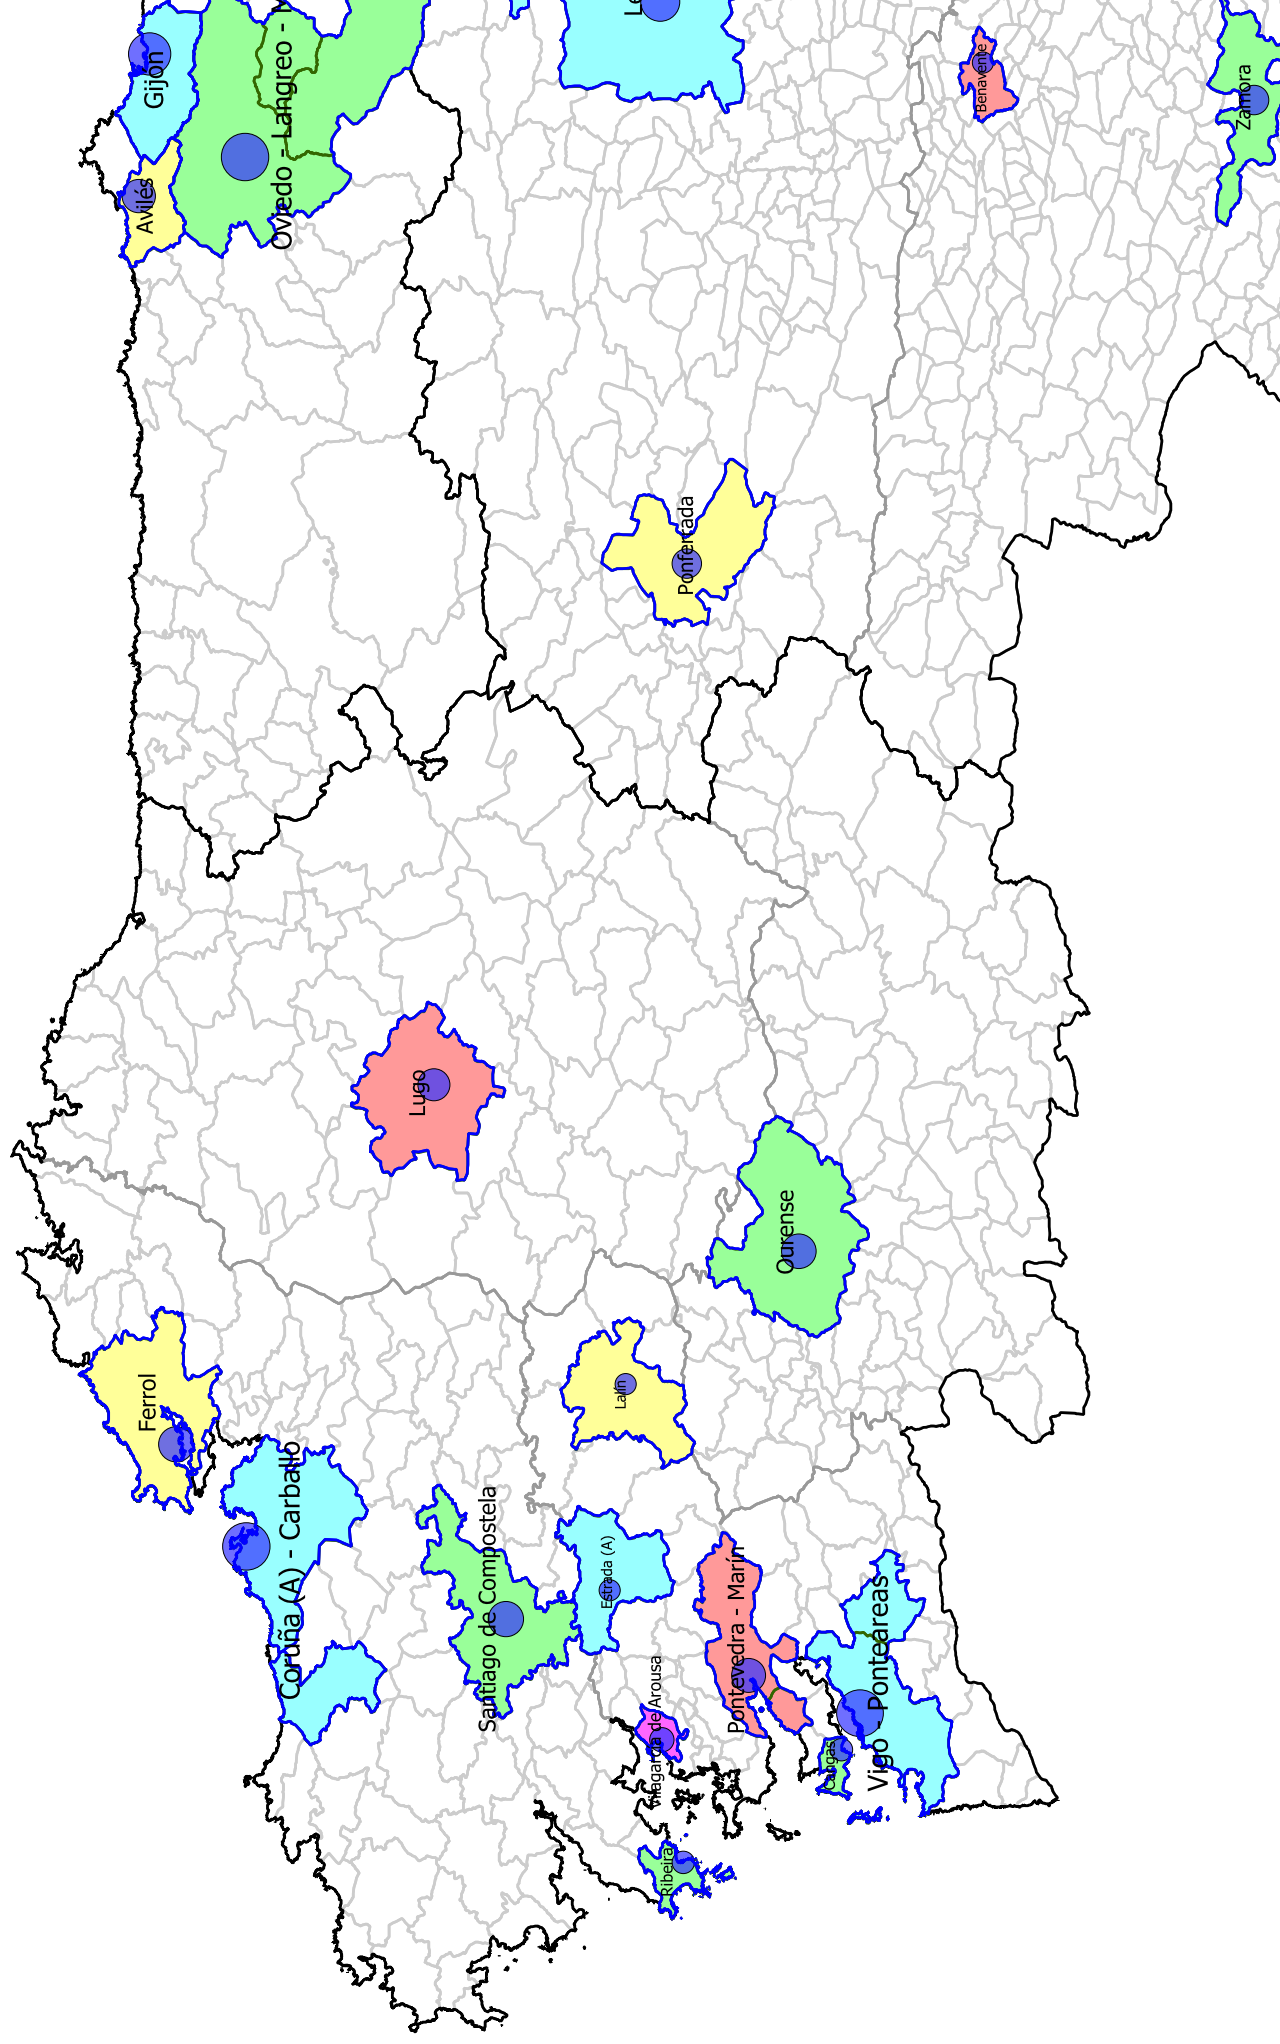 Gijón
Avilés
Oviedo - Langreo - M
Le
Benavente
Zamora
Ponferrada
Lugo
Ourense
Ferrol
Coruña (A) - Carballo
Santiago de Compostela
Lalín
Estrada (A)
Pontevedra - Marín
Vilagarcía de Arousa
Cangas
Vigo - Ponteareas
Ribeira